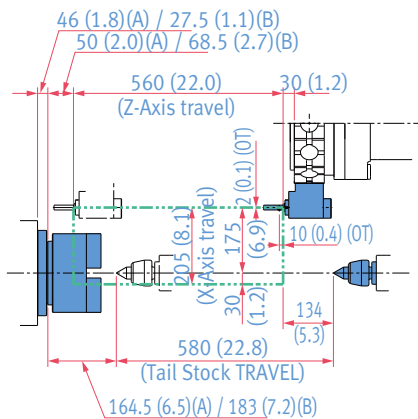 46 (1.8)(A) / 27.5 (1.1)(B)
50 (2.0)(A) / 68.5 (2.7)(B)
560 (22.0)
30 (1.2)
(Z-Axis travel)
2 (0.1) (OT)
205 (8.1)
(X-Axis travel)
175
(6.9)
10 (0.4) (OT)
30
(1.2)
134
(5.3)
580 (22.8)
(Tail Stock TRAVEL)
164.5 (6.5)(A) / 183 (7.2)(B)